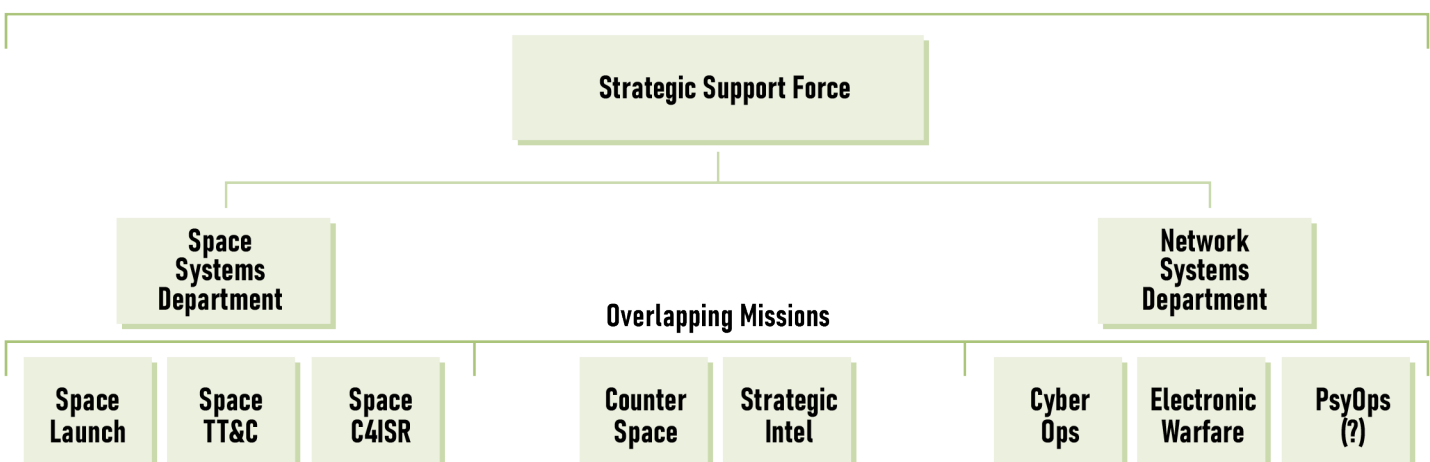 Strategic Support Force
Space
Systems
Department
Network
Systems
Department
Overlapping Missions
Space
Launch
Space
TT&C
Space
C4ISR
Counter
Space
Strategic
Intel
Cyber
Ops
Electronic
Warfare
PsyOps
(?)